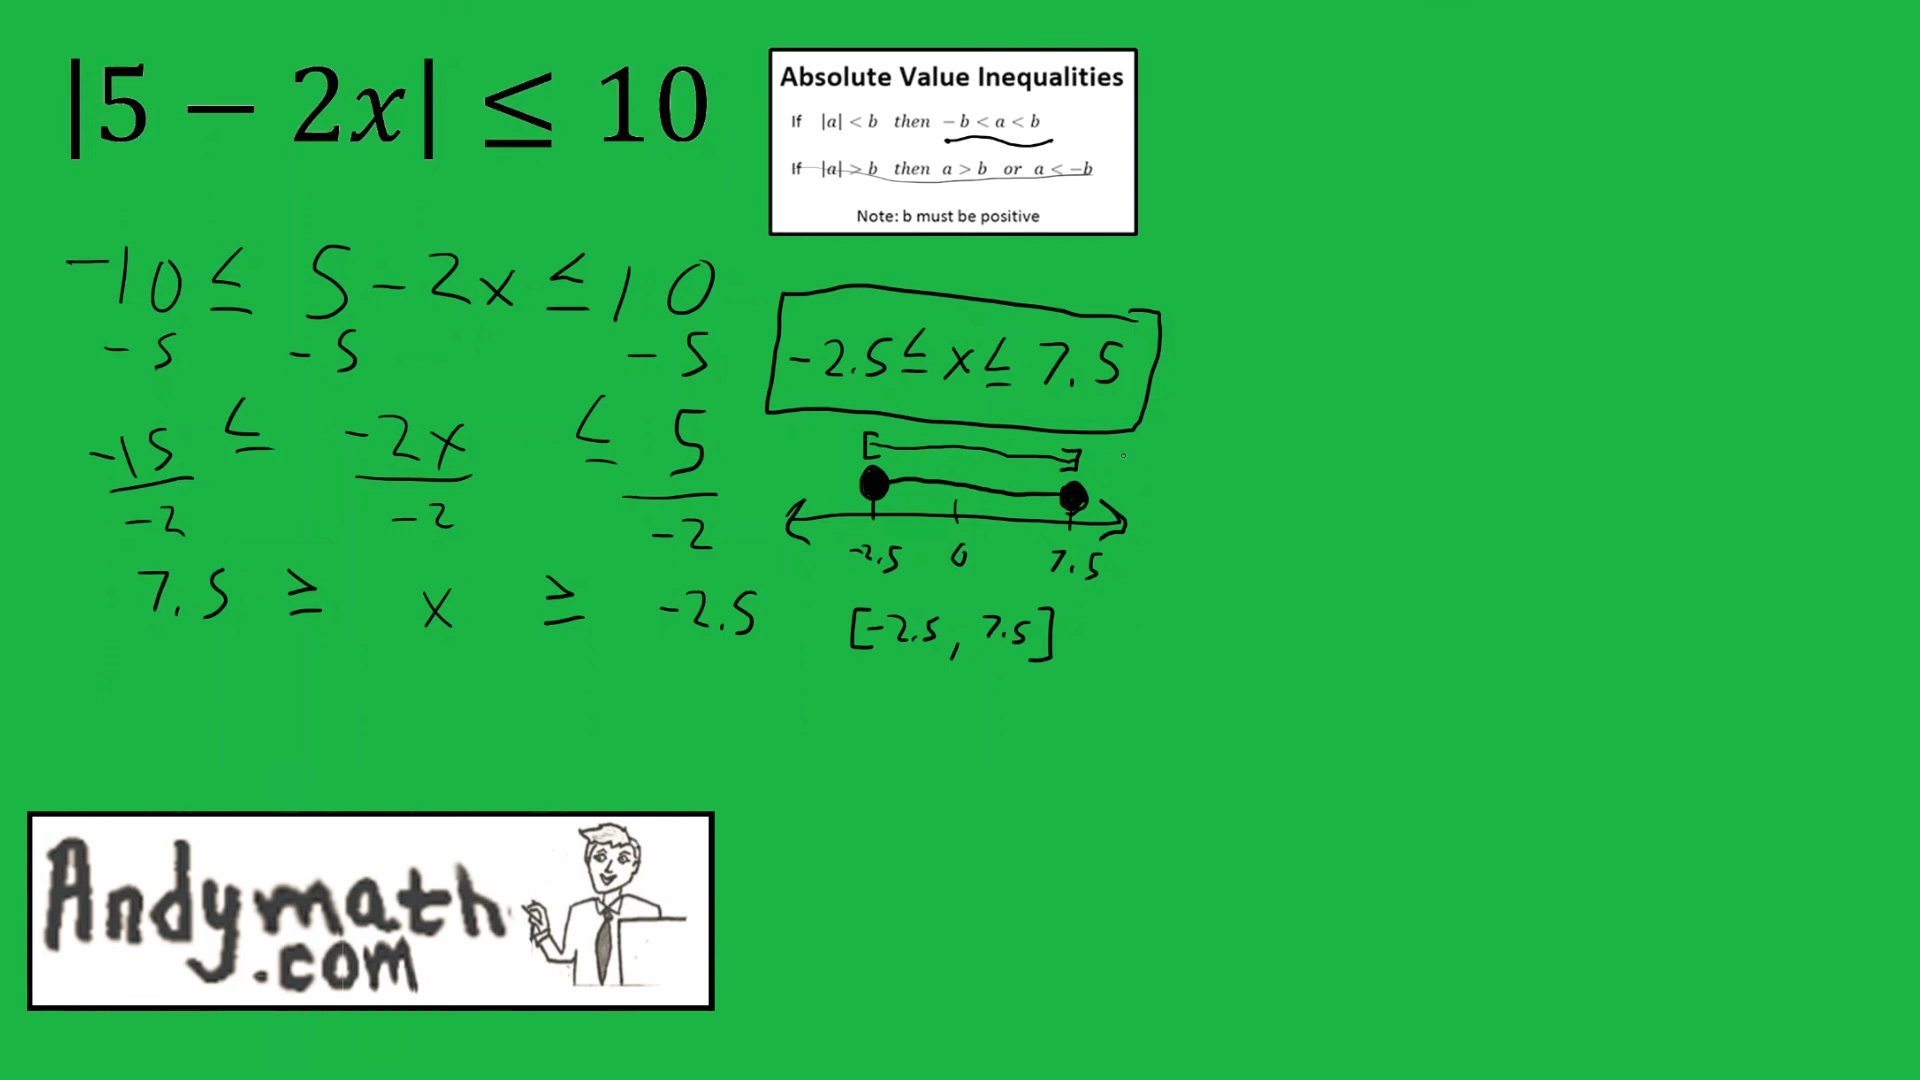 |5 − 2x| ≤ 10
Absolute Value Inequalities
If |a| < b then − b < a < b
If |a| > b then a > b or a < −b
Note: b must be positive
-10 ≤ 5 - 2x ≤ 10
-5 -5 -5
-15 ≤ -2x ≤ 5
-2 -2 -2
7.5 ≥ x ≥ -2.5
-2.5 ≤ x ≤ 7.5
[ ]
-2.5 0 7.5
[-2.5, 7.5]
Andymath
.com